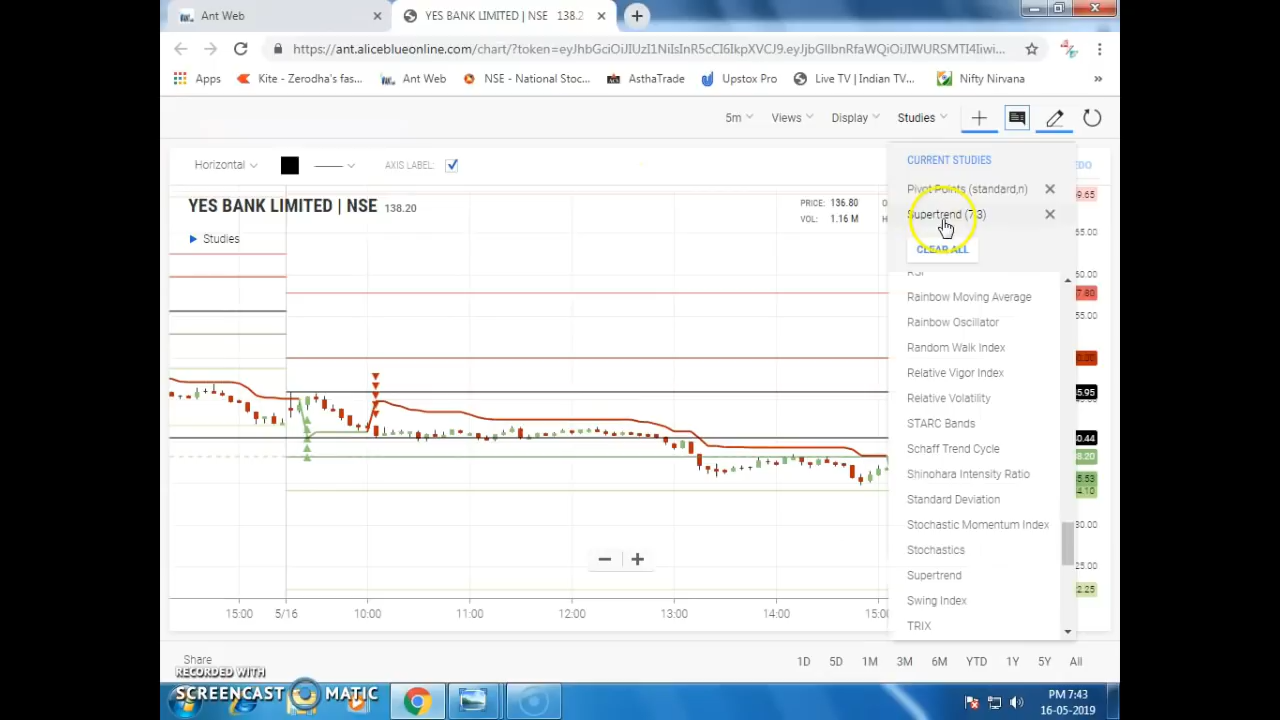 Ant Web
YES BANK LIMITED | NSE 138.2
https://ant.aliceblueonline.com/chart/?token=eyJhbGciOiJIUzI1NiIsInR5cCI6IkpXVCJ9.eyJjbGllbnRfaWQiOiJIWURSMTI4Iiwi...
Apps Kite - Zerodha's fas... Ant Web NSE - National Stoc... AsthaTrade Upstox Pro Live TV | Indian TV... Nifty Nirvana »
5m Views Display Studies
CURRENT STUDIES
Pivot Points (standard,n)
Supertrend (7,3)
CLEAR ALL
RSI
Rainbow Moving Average
Rainbow Oscillator
Random Walk Index
Relative Vigor Index
Relative Volatility
STARC Bands
Schaff Trend Cycle
Shinohara Intensity Ratio
Standard Deviation
Stochastic Momentum Index
Stochastics
Supertrend
Swing Index
TRIX
Horizontal AXIS LABEL:
YES BANK LIMITED | NSE 138.20
PRICE: 136.80
VOL: 1.16 M
Studies
15:00 5/16 10:00 11:00 12:00 13:00 14:00 15:00
Share
1D 5D 1M 3M 6M YTD 1Y 5Y All
RECORDED WITH
SCREENCAST MATIC
PM 7:43
16-05-2019